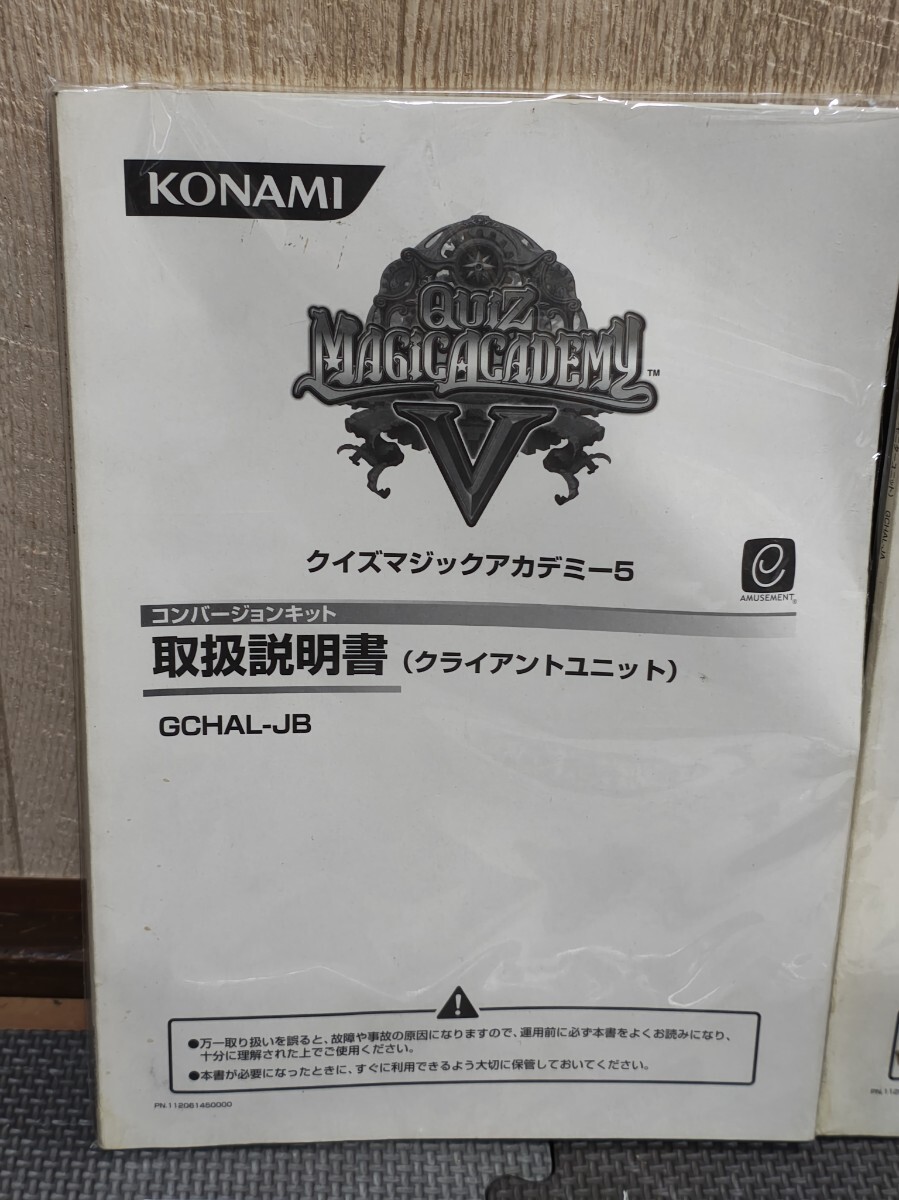 KONAMI
QUIZ
MAGICACADEMY™
V
クイズマジックアカデミー5
e
AMUSEMENT®
コンバージョンキット
取扱説明書（クライアントユニット）
GCHAL-JB
●万一取り扱いを誤ると、故障や事故の原因になりますので、運用前に必ず本書をよくお読みになり、
十分に理解された上でご使用ください。
●本書が必要になったときに、すぐに利用できるよう大切に保管しておいてください。
PN.112061450000
GCHAL-JA